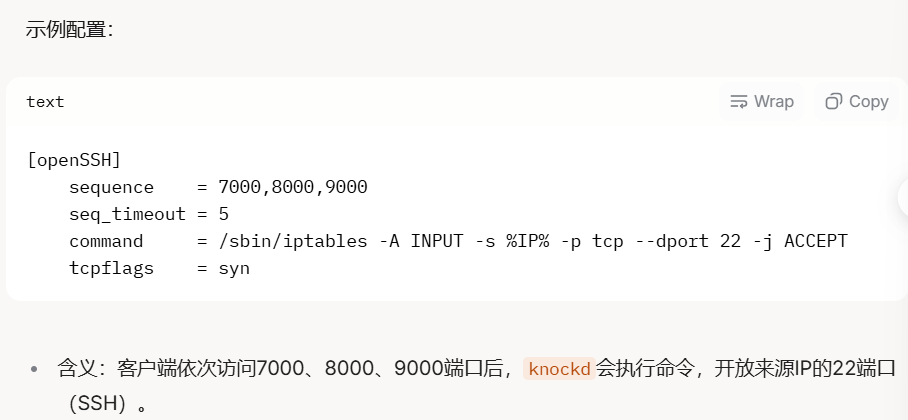 示例配置：
text
Wrap
Copy
[openSSH]
    sequence    = 7000,8000,9000
    seq_timeout = 5
    command     = /sbin/iptables -A INPUT -s %IP% -p tcp --dport 22 -j ACCEPT
    tcpflags    = syn
• 含义：客户端依次访问7000、8000、9000端口后，knockd会执行命令，开放来源IP的22端口
（SSH）。